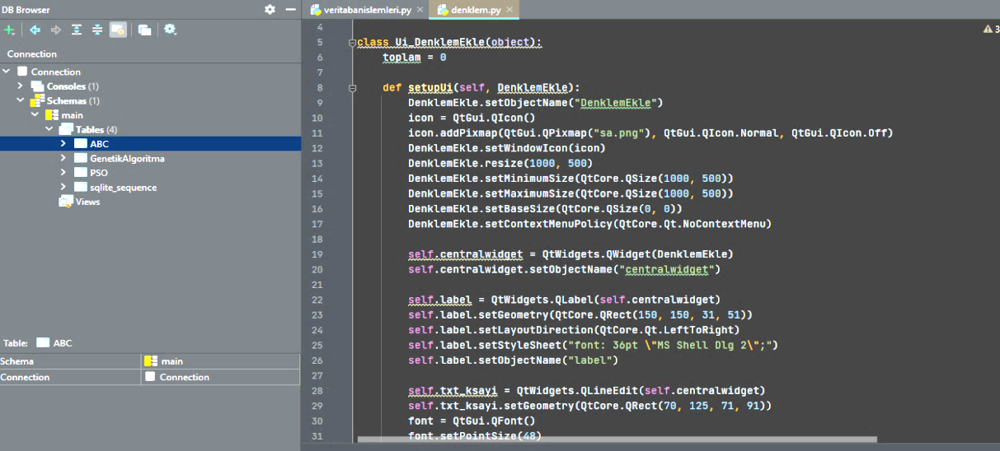 DB Browser
Connection
Connection
Consoles (1)
Schemas (1)
main
Tables (4)
ABC
GenetikAlgoritma
PSO
sqlite_sequence
Views
Table: ABC
Schema main
Connection Connection
veritabanislemleri.py denklem.py
3
4
5 class Ui_DenklemEkle(object):
6 toplam = 0
7
8 def setupUi(self, DenklemEkle):
9 DenklemEkle.setObjectName("DenklemEkle")
10 icon = QtGui.QIcon()
11 icon.addPixmap(QtGui.QPixmap("sa.png"), QtGui.QIcon.Normal, QtGui.QIcon.Off)
12 DenklemEkle.setWindowIcon(icon)
13 DenklemEkle.resize(1000, 500)
14 DenklemEkle.setMinimumSize(QtCore.QSize(1000, 500))
15 DenklemEkle.setMaximumSize(QtCore.QSize(1000, 500))
16 DenklemEkle.setBaseSize(QtCore.QSize(0, 0))
17 DenklemEkle.setContextMenuPolicy(QtCore.Qt.NoContextMenu)
18
19 self.centralwidget = QtWidgets.QWidget(DenklemEkle)
20 self.centralwidget.setObjectName("centralwidget")
21
22 self.label = QtWidgets.QLabel(self.centralwidget)
23 self.label.setGeometry(QtCore.QRect(150, 150, 31, 51))
24 self.label.setLayoutDirection(QtCore.Qt.LeftToRight)
25 self.label.setStyleSheet("font: 36pt \"MS Shell Dlg 2\";")
26 self.label.setObjectName("label")
27
28 self.txt_ksayi = QtWidgets.QLineEdit(self.centralwidget)
29 self.txt_ksayi.setGeometry(QtCore.QRect(70, 125, 71, 91))
30 font = QtGui.QFont()
31 font.setPointSize(48)